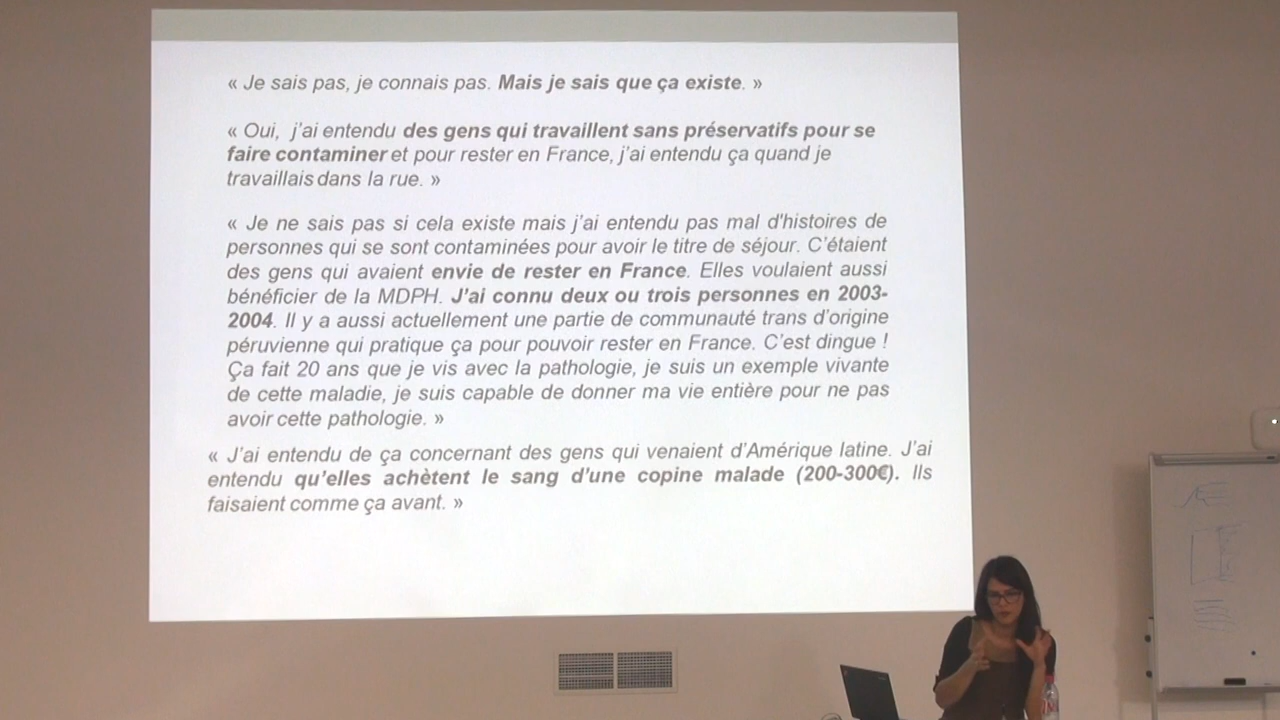 « Je sais pas, je connais pas. Mais je sais que ça existe. »
« Oui, j'ai entendu des gens qui travaillent sans préservatifs pour se
faire contaminer et pour rester en France, j'ai entendu ça quand je
travaillais dans la rue. »
« Je ne sais pas si cela existe mais j'ai entendu pas mal d'histoires de
personnes qui se sont contaminées pour avoir le titre de séjour. C'étaient
des gens qui avaient envie de rester en France. Elles voulaient aussi
bénéficier de la MDPH. J'ai connu deux ou trois personnes en 2003-
2004. Il y a aussi actuellement une partie de communauté trans d'origine
péruvienne qui pratique ça pour pouvoir rester en France. C'est dingue !
Ça fait 20 ans que je vis avec la pathologie, je suis un exemple vivante
de cette maladie, je suis capable de donner ma vie entière pour ne pas
avoir cette pathologie. »
« J'ai entendu de ça concernant des gens qui venaient d'Amérique latine. J'ai
entendu qu'elles achètent le sang d'une copine malade (200-300€). Ils
faisaient comme ça avant. »